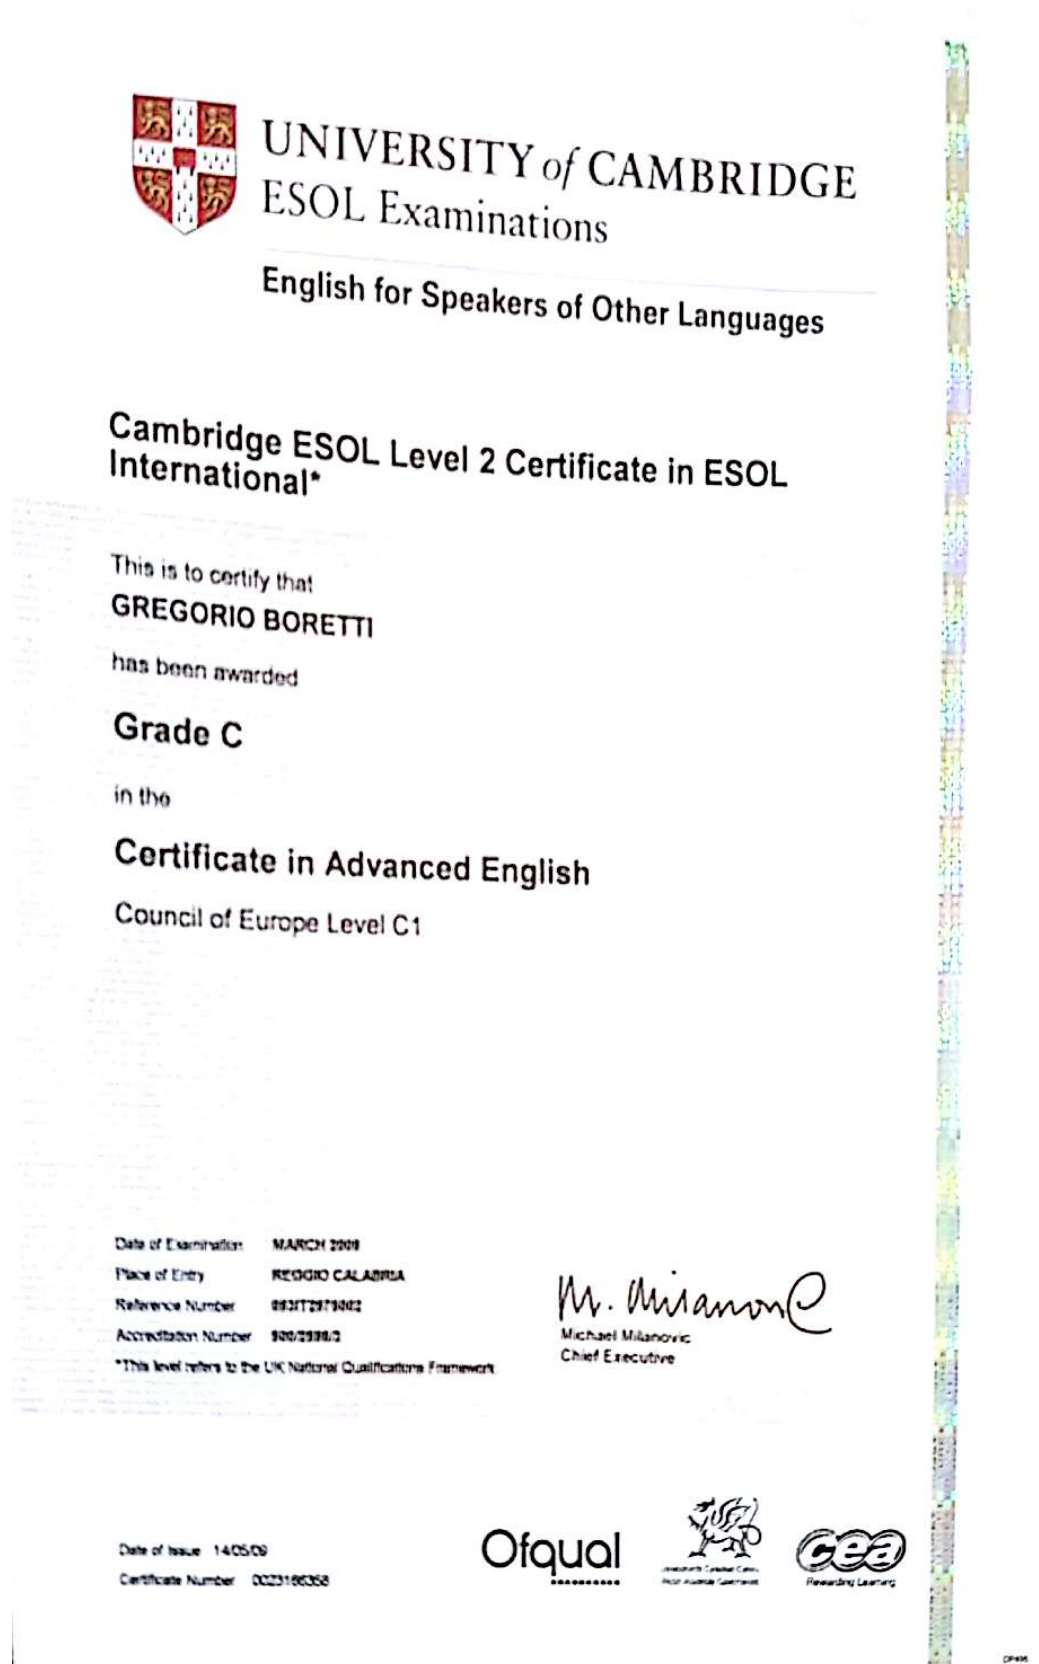 UNIVERSITY of CAMBRIDGE
ESOL Examinations
English for Speakers of Other Languages
Cambridge ESOL Level 2 Certificate in ESOL
International*
This is to certify that
GREGORIO BORETTI
has been awarded
Grade C
in the
Certificate in Advanced English
Council of Europe Level C1
Date of Examination MARCH
Place of Entry REGGIO CALABRIA
Reference Number
Accreditation Number
*This level refers to the UK National Qualifications Framework
Michael Milanovic
Chief Executive
Date of Issue 14/05/09
Certificate Number
Ofqual
cea
Rewarding Learning